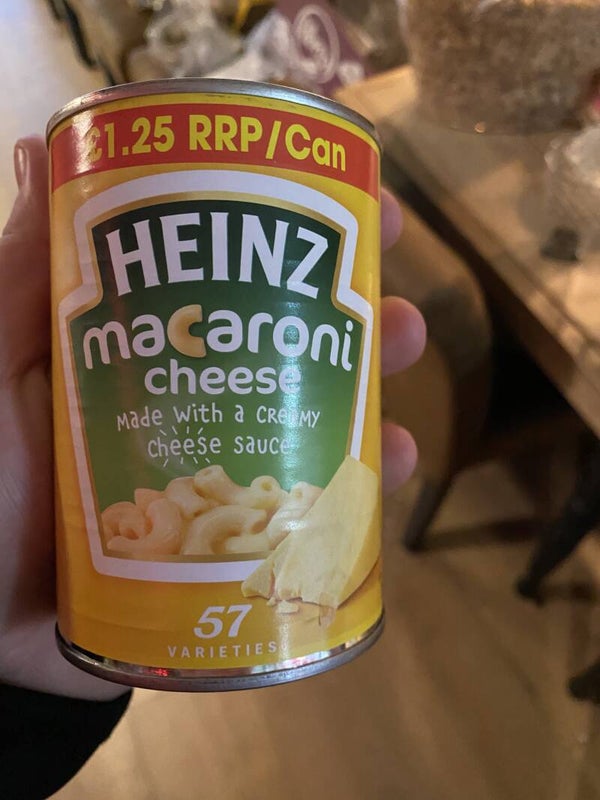 £1.25 RRP/Can
HEINZ
macaroni
cheese
Made with a CReaMY
cheese sauce
57
VARIETIES